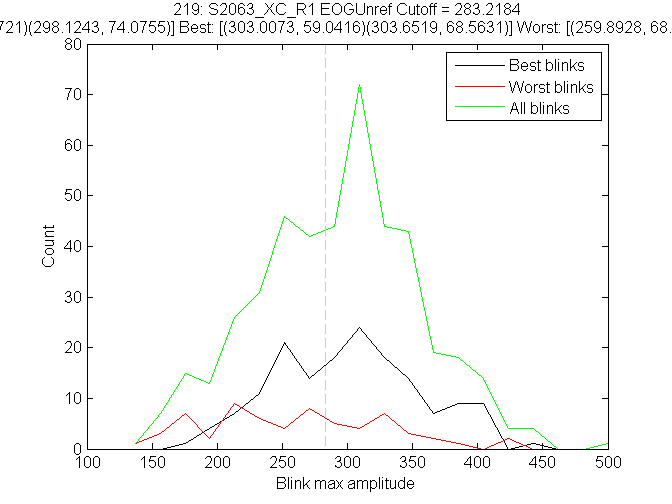 219: S2063_XC_R1 EOGUnref Cutoff = 283.2184
721)(298.1243, 74.0755)] Best: [(303.0073, 59.0416)(303.6519, 68.5631)] Worst: [(259.8928, 68.
80
70
60
50
40
30
20
10
0
Count
Best blinks
Worst blinks
All blinks
100 150 200 250 300 350 400 450 500
Blink max amplitude